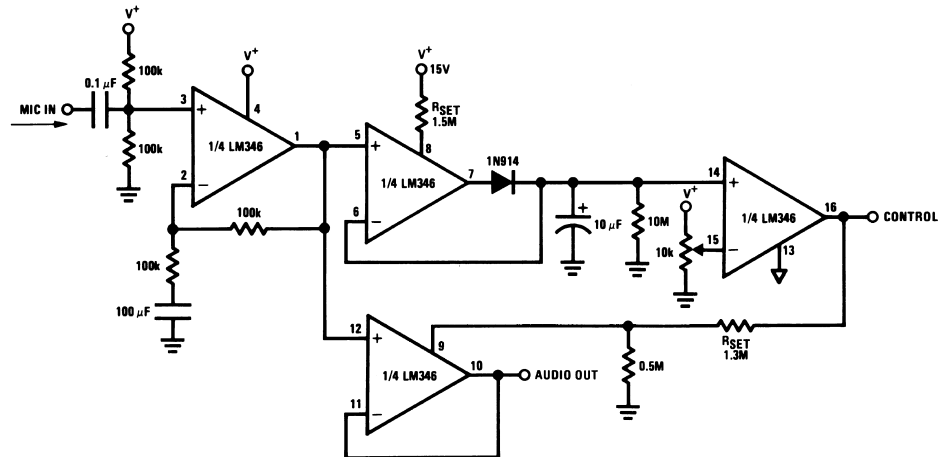 V+
100k
0.1 µF
MIC IN
100k
3
+
2
−
V+
4
1/4 LM346
1
100k
100k
100 µF
V+
15V
RSET
1.5M
8
5
+
6
−
1/4 LM346
7
1N914
+
10 µF
10M
V+
10k
14
+
15
−
1/4 LM346
13
16
CONTROL
12
+
11
−
9
1/4 LM346
10
AUDIO OUT
0.5M
RSET
1.3M